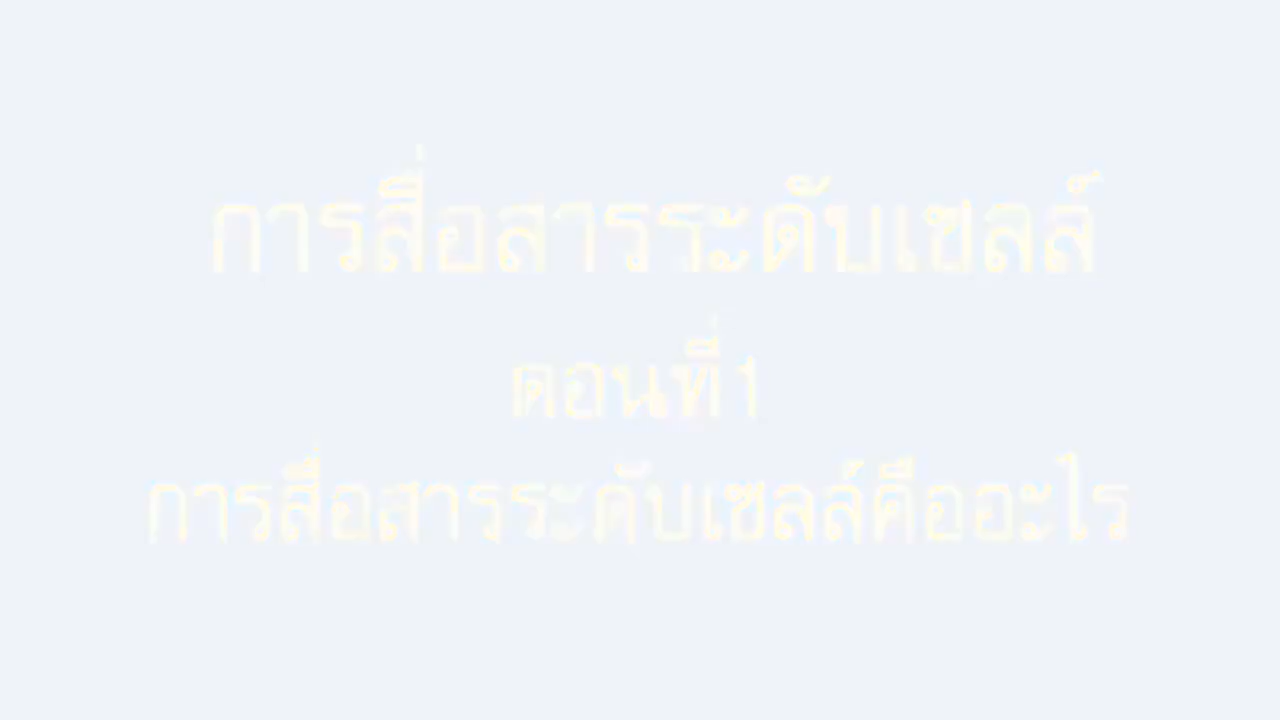 การสื่อสารระดับเซลล์
ตอนที่ 1
การสื่อสารระดับเซลล์คืออะไร